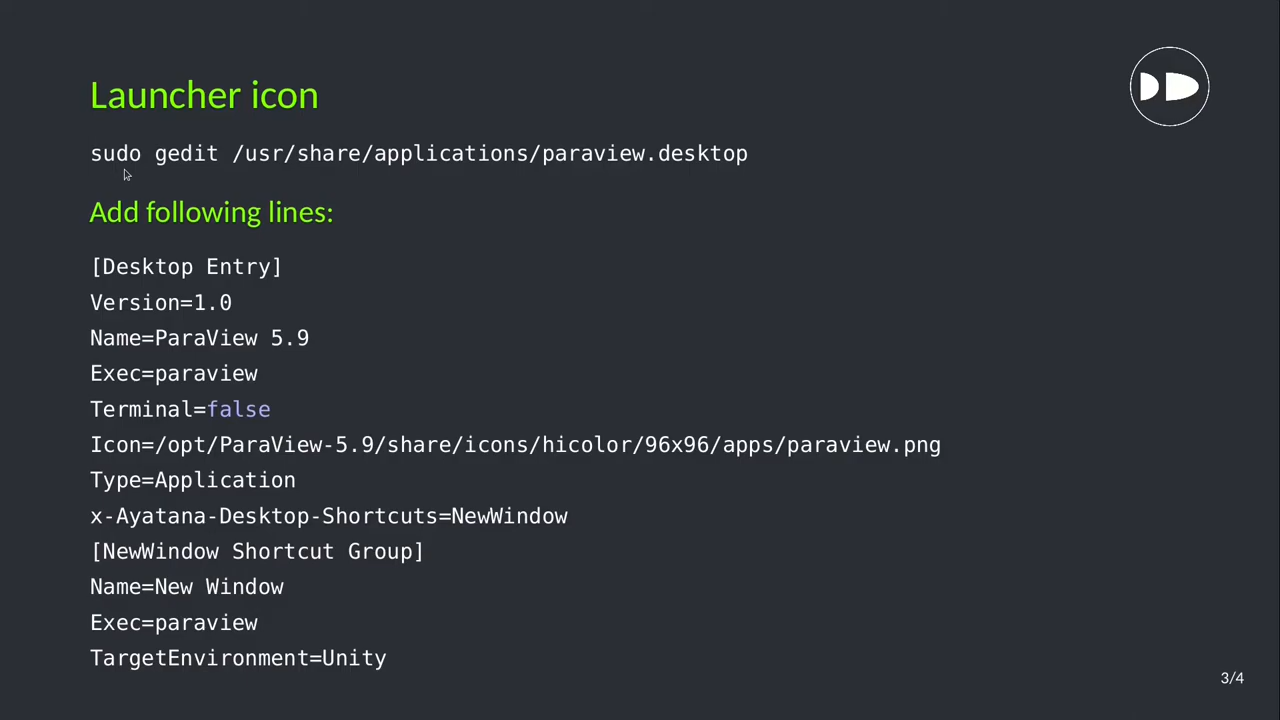 Launcher icon
sudo gedit /usr/share/applications/paraview.desktop
Add following lines:
[Desktop Entry]
Version=1.0
Name=ParaView 5.9
Exec=paraview
Terminal=false
Icon=/opt/ParaView-5.9/share/icons/hicolor/96x96/apps/paraview.png
Type=Application
x-Ayatana-Desktop-Shortcuts=NewWindow
[NewWindow Shortcut Group]
Name=New Window
Exec=paraview
TargetEnvironment=Unity
3/4